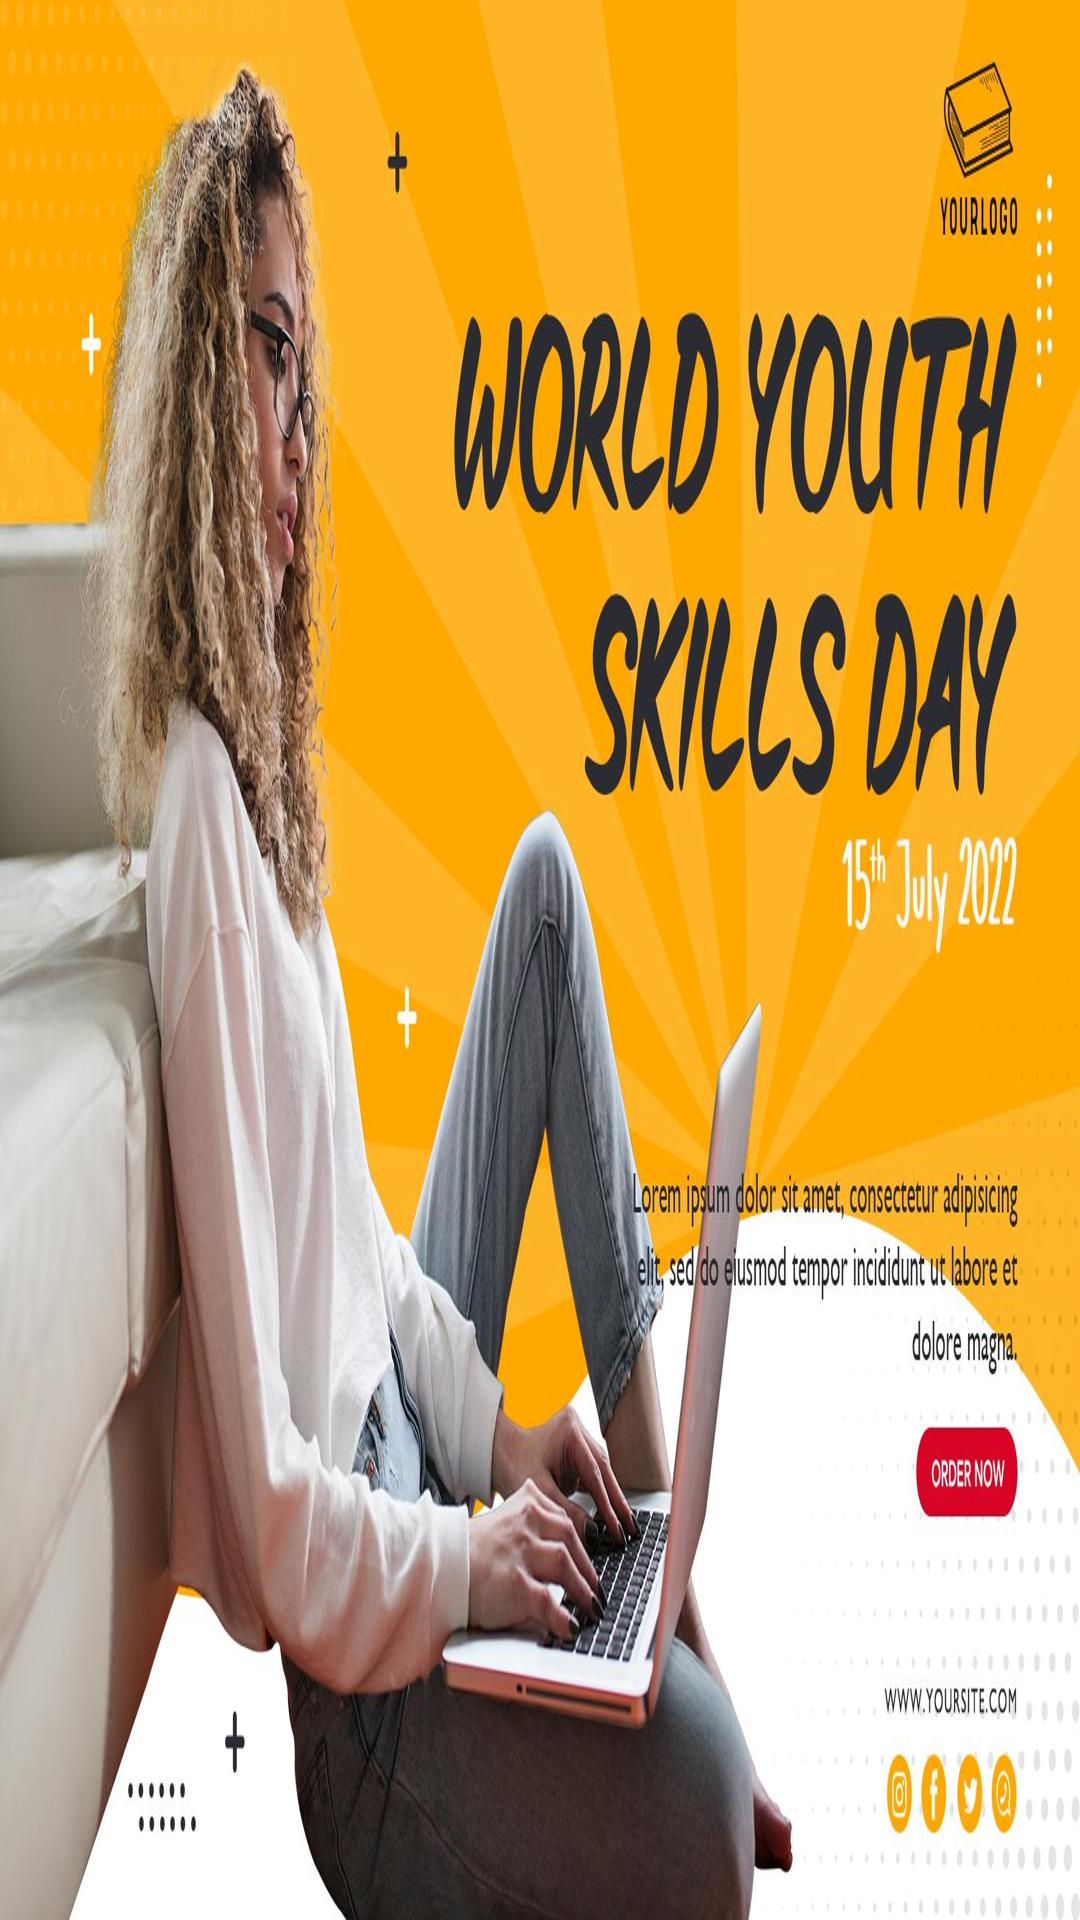 YOURLOGO
WORLD YOUTH
SKILLS DAY
15th July 2022
Lorem ipsum dolor sit amet, consectetur adipisicing
elit, sed do eiusmod tempor incididunt ut labore et
dolore magna.
ORDER NOW
WWW.YOURSITE.COM